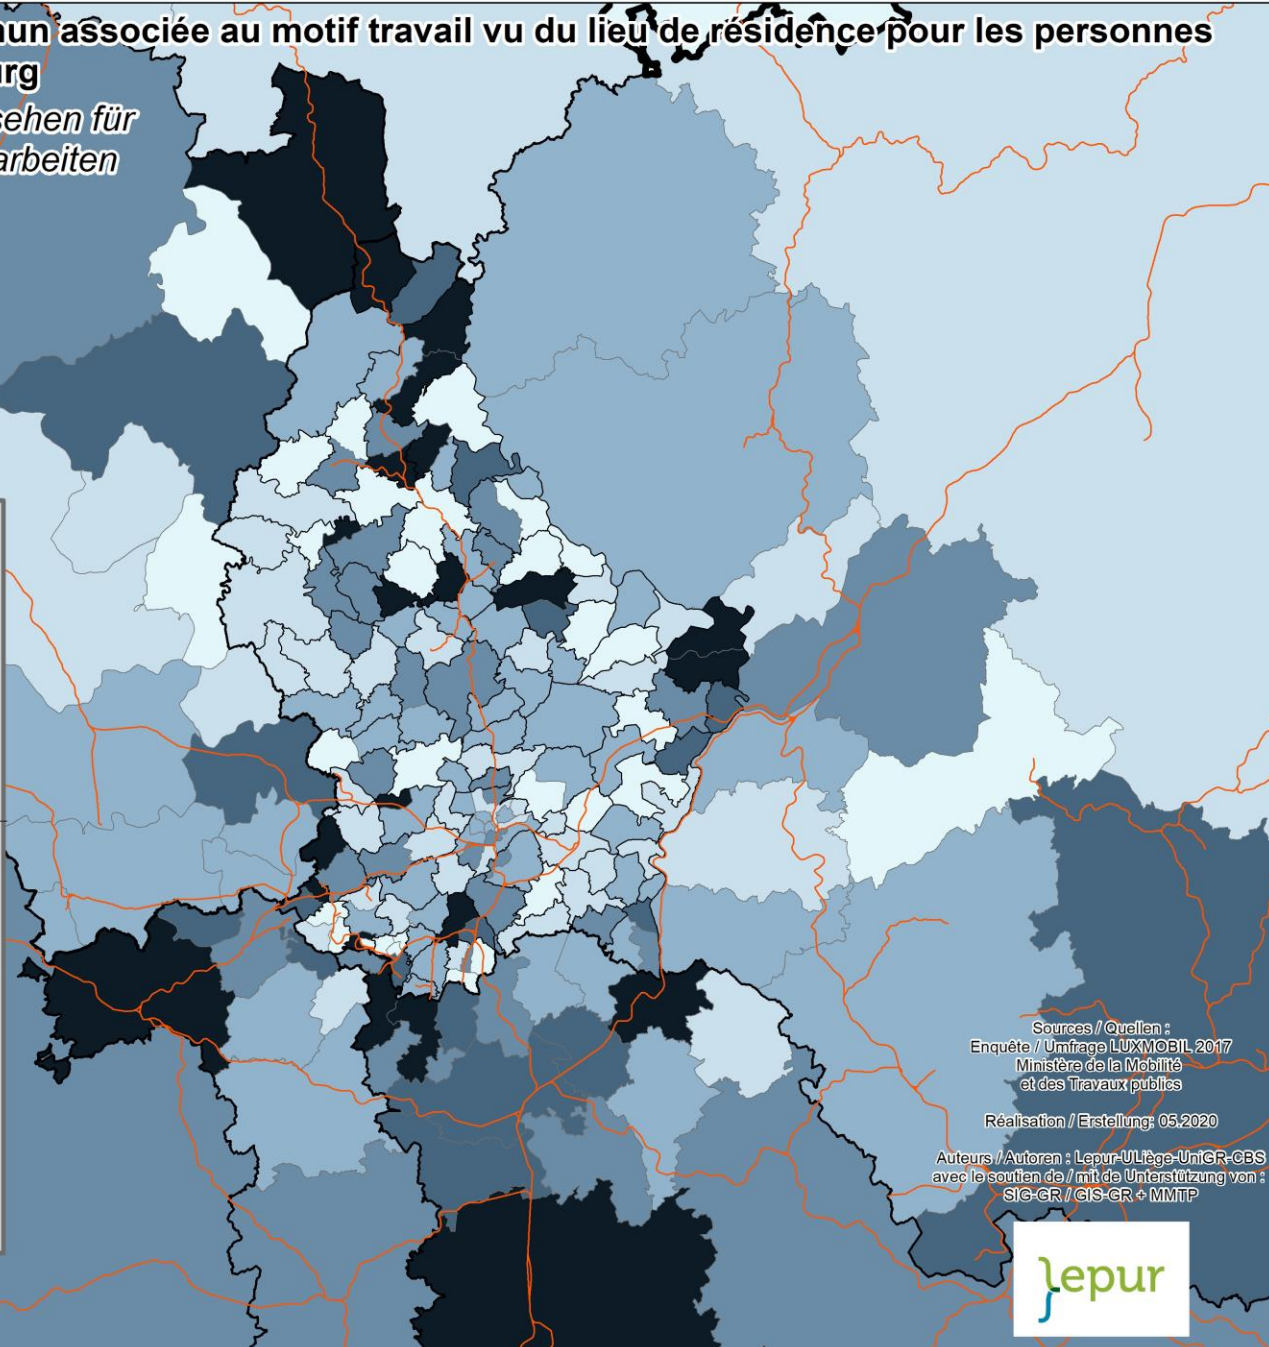 nun associée au motif travail vu du lieu de résidence pour les personnes
urg
sehen für
arbeiten
Sources / Quellen :
Enquête / Umfrage LUXMOBIL 2017
Ministère de la Mobilité
et des Travaux publics
Réalisation / Erstellung: 05.2020
Auteurs / Autoren : Lepur-ULiège-UniGR-CBS
avec le soutien de / mit de Unterstützung von :
SIG-GR / GIS-GR + MMTP
lepur